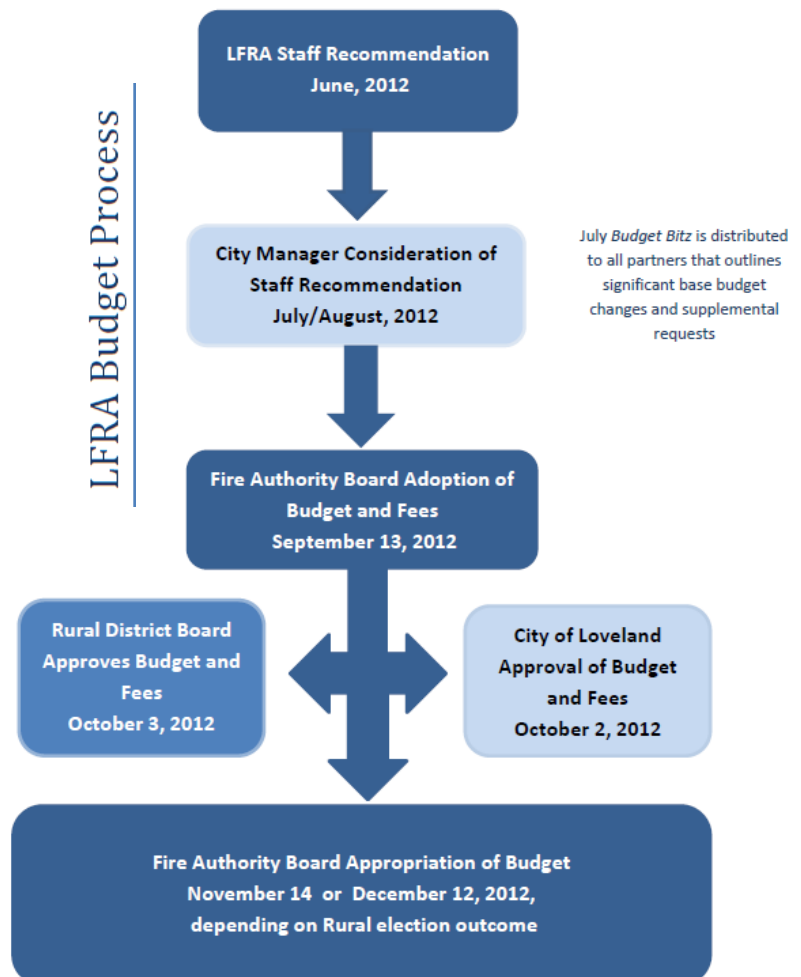 LFRA Budget Process
LFRA Staff Recommendation
June, 2012
City Manager Consideration of
Staff Recommendation
July/August, 2012
July Budget Bitz is distributed
to all partners that outlines
significant base budget
changes and supplemental
requests
Fire Authority Board Adoption of
Budget and Fees
September 13, 2012
Rural District Board
Approves Budget and
Fees
October 3, 2012
City of Loveland
Approval of Budget
and Fees
October 2, 2012
Fire Authority Board Appropriation of Budget
November 14 or December 12, 2012,
depending on Rural election outcome